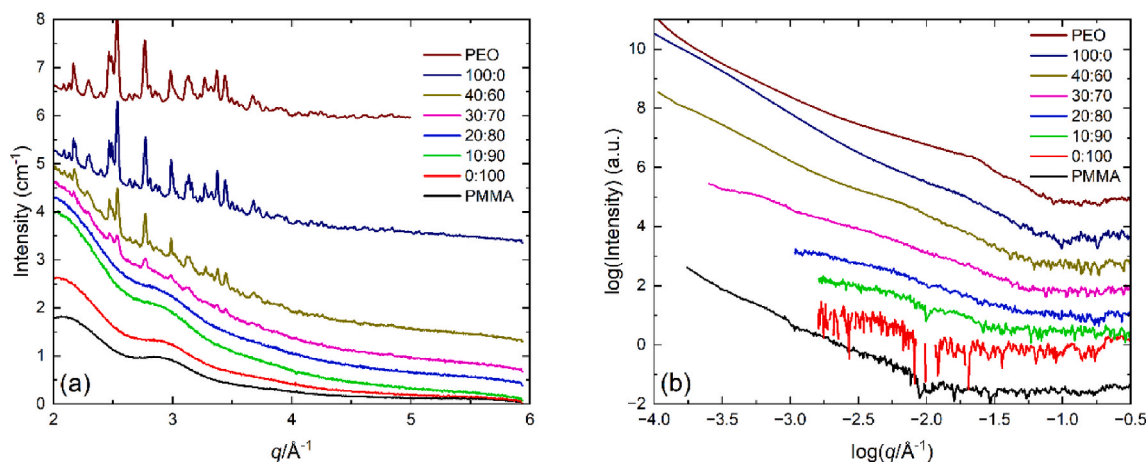 8
7
6
5
4
3
2
1
0
Intensity (cm⁻¹)
PEO
100:0
40:60
30:70
20:80
10:90
0:100
PMMA
(a)
2 3 4 5 6
q/Å⁻¹
10
8
6
4
2
0
−2
log(Intensity) (a.u.)
PEO
100:0
40:60
30:70
20:80
10:90
0:100
PMMA
(b)
−4.0 −3.5 −3.0 −2.5 −2.0 −1.5 −1.0 −0.5
log(q/Å⁻¹)